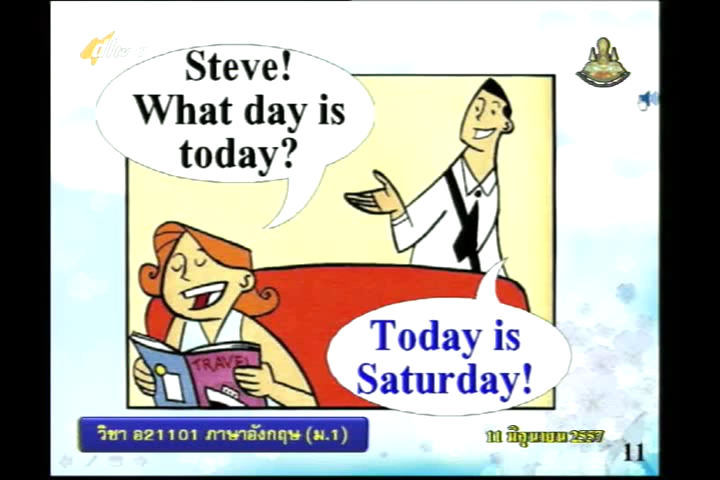 Steve!
What day is
today?
TRAVEL
Today is
Saturday!
วิชา อ21101 ภาษาอังกฤษ (ม.1)
11 มิถุนายน 2557
11